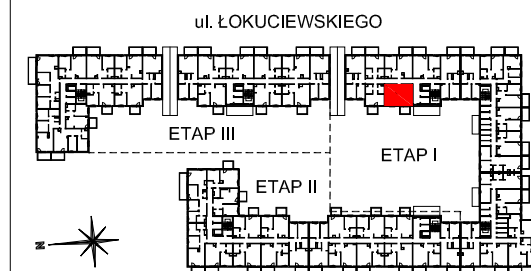 ul. ŁOKUCIEWSKIEGO
ETAP III
ETAP I
ETAP II
N